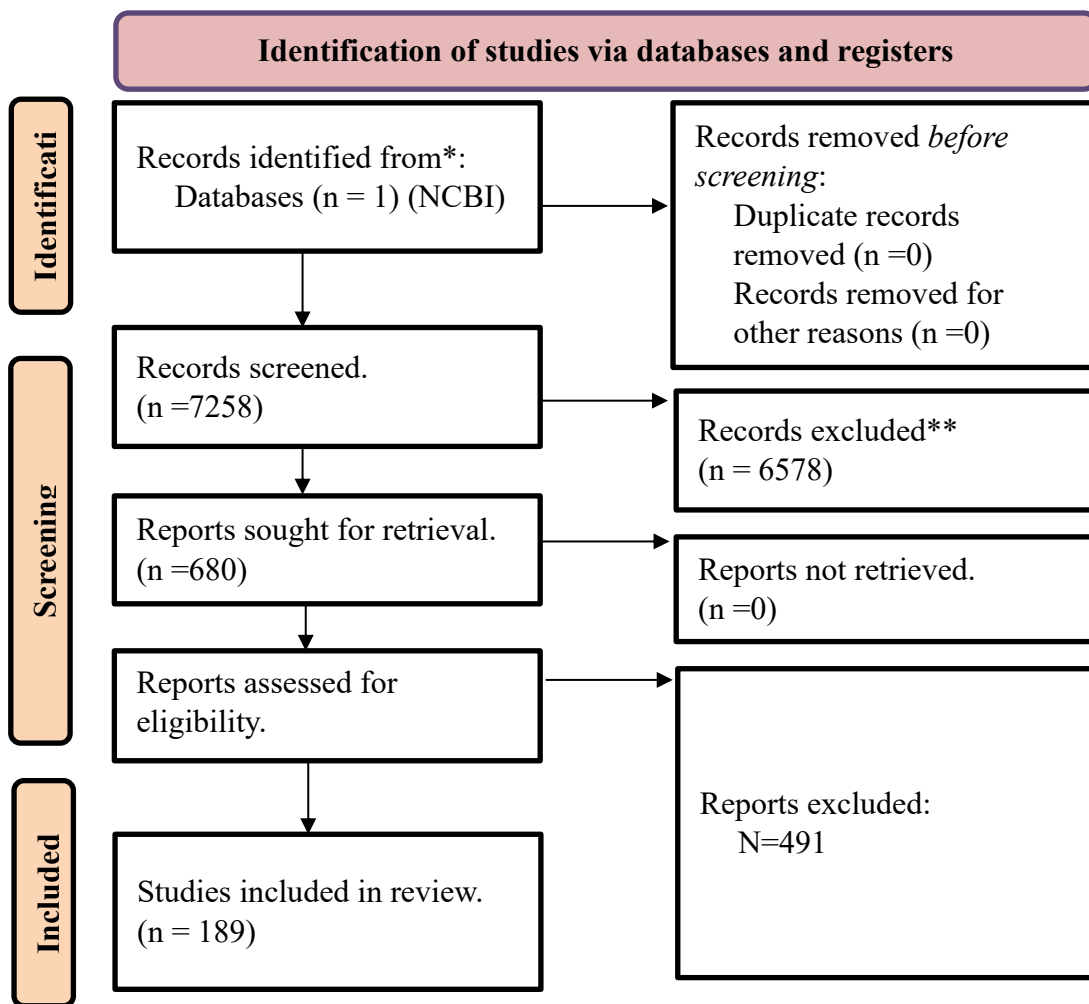 Identification of studies via databases and registers
Identificati
Records identified from*:
Databases (n = 1) (NCBI)
Records removed before
screening:
Duplicate records
removed (n =0)
Records removed for
other reasons (n =0)
Screening
Records screened.
(n =7258)
Records excluded**
(n = 6578)
Reports sought for retrieval.
(n =680)
Reports not retrieved.
(n =0)
Reports assessed for
eligibility.
Reports excluded:
N=491
Included
Studies included in review.
(n = 189)